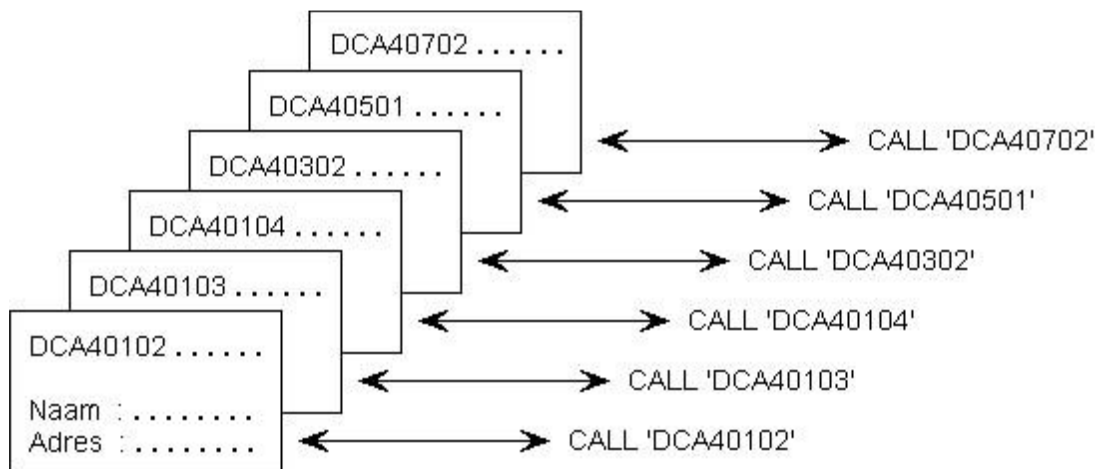 DCA40702 . . . . . .
DCA40501 . . . . . .
CALL 'DCA40702'
DCA40302 . . . . . .
CALL 'DCA40501'
DCA40104 . . . . . .
CALL 'DCA40302'
DCA40103 . . . . . .
CALL 'DCA40104'
DCA40102 . . . . . .
CALL 'DCA40103'
Naam : . . . . . . . .
Adres : . . . . . . . .
CALL 'DCA40102'